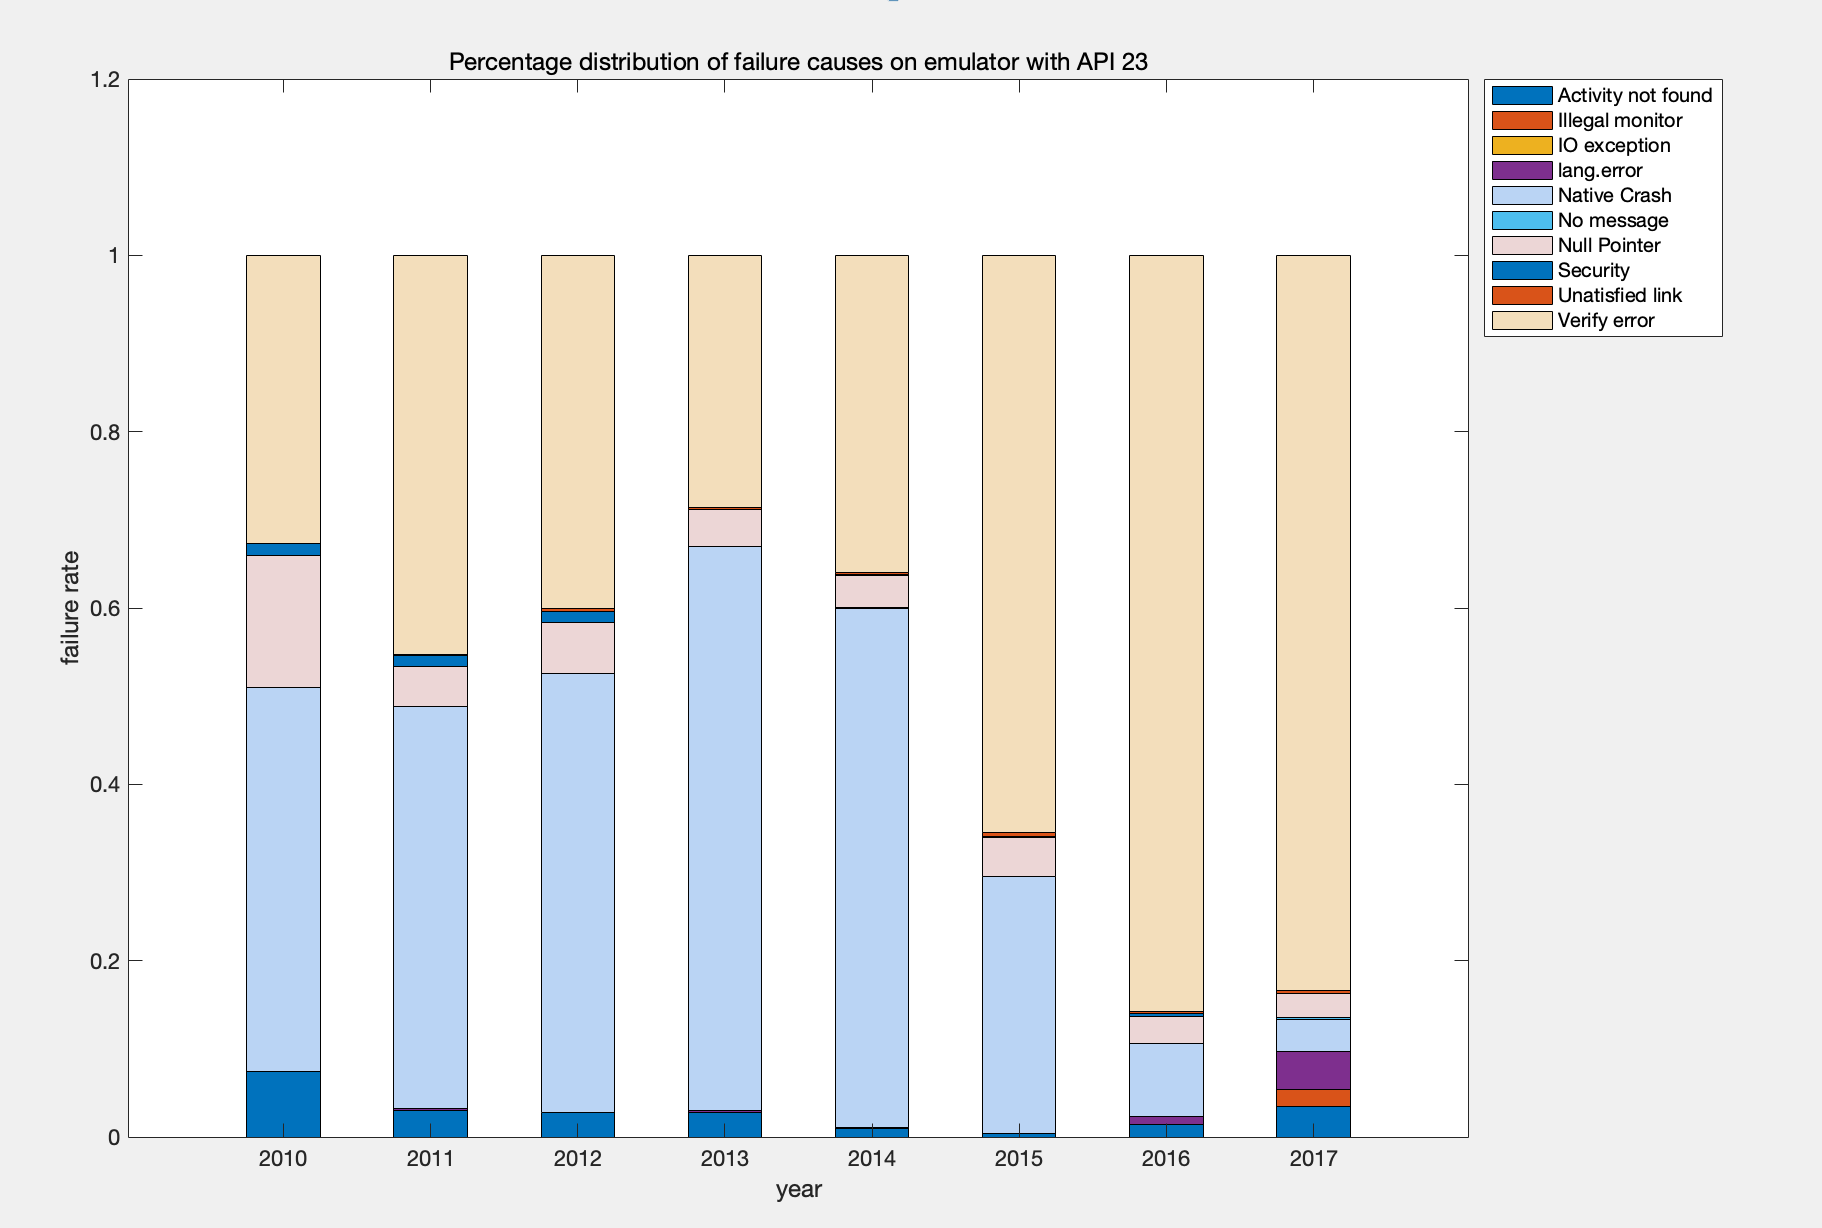 Percentage distribution of failure causes on emulator with API 23
1.2
1
0.8
0.6
0.4
0.2
0
failure rate
2010 2011 2012 2013 2014 2015 2016 2017
year
Activity not found
Illegal monitor
IO exception
lang.error
Native Crash
No message
Null Pointer
Security
Unatisfied link
Verify error